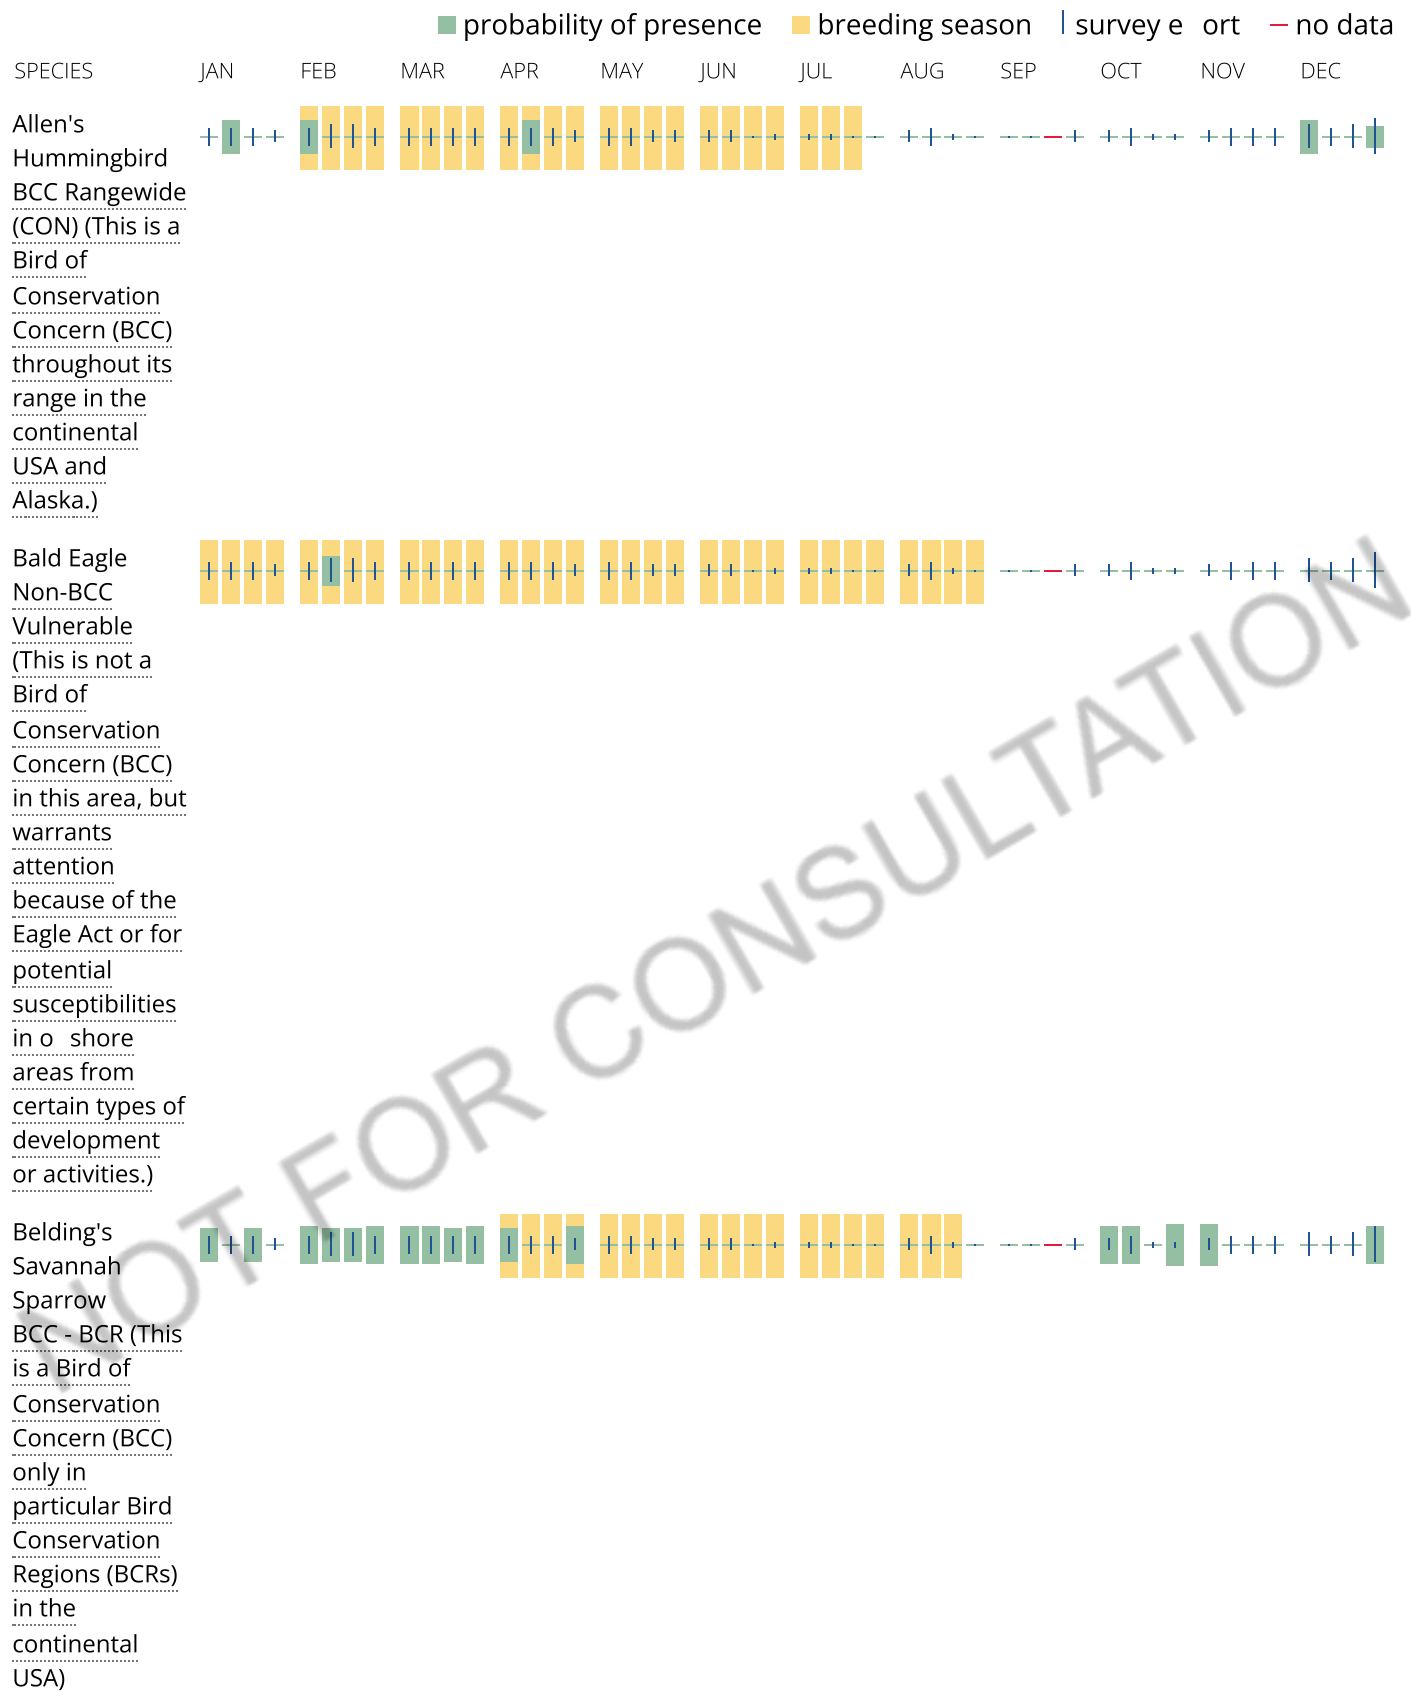 probability of presence breeding season survey e ort no data
SPECIES JAN FEB MAR APR MAY JUN JUL AUG SEP OCT NOV DEC
Allen's
Hummingbird
BCC Rangewide
(CON) (This is a
Bird of
Conservation
Concern (BCC)
throughout its
range in the
continental
USA and
Alaska.)
Bald Eagle
Non-BCC
Vulnerable
(This is not a
Bird of
Conservation
Concern (BCC)
in this area, but
warrants
attention
because of the
Eagle Act or for
potential
susceptibilities
in o shore
areas from
certain types of
development
or activities.)
Belding's
Savannah
Sparrow
BCC - BCR (This
is a Bird of
Conservation
Concern (BCC)
only in
particular Bird
Conservation
Regions (BCRs)
in the
continental
USA)
NOT FOR CONSULTATION